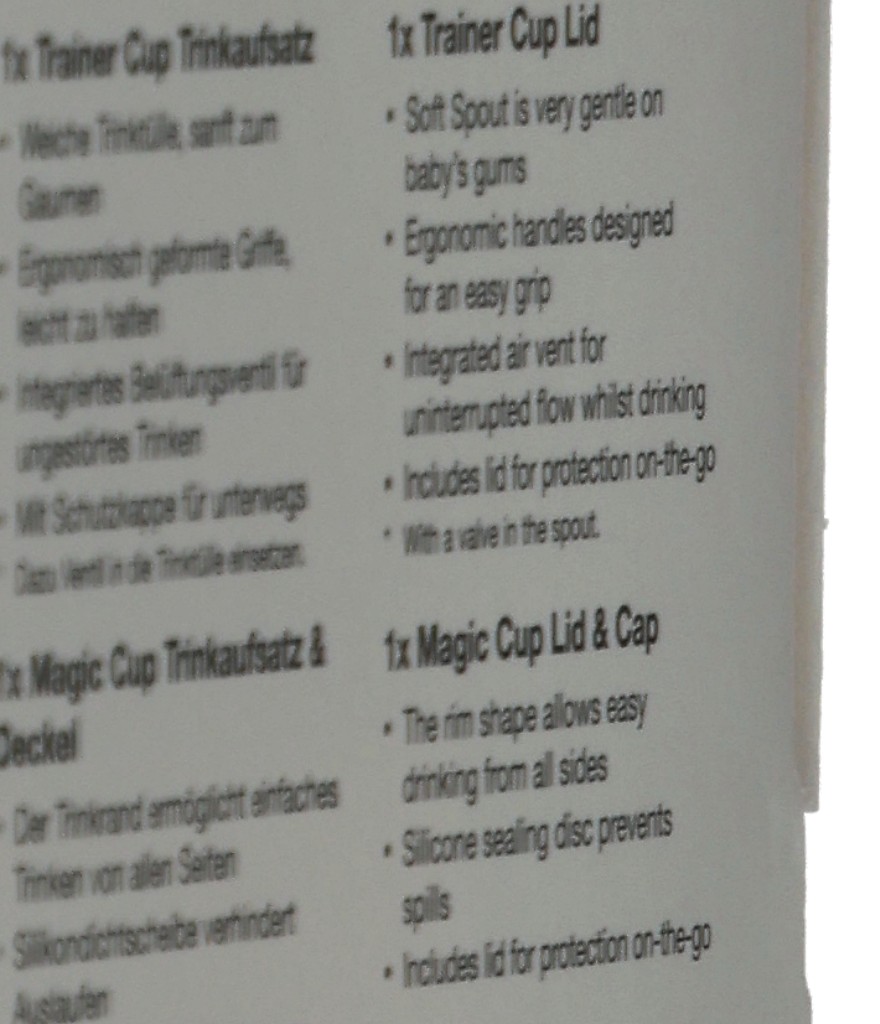 1x Trainer Cup Trinkaufsatz
Weiche Trinktülle, sanft zum
Gaumen
Ergonomisch geformte Griffe,
leicht zu halten
Integriertes Belüftungsventil für
ungestörtes Trinken
Mit Schutzkappe für unterwegs
Dazu Ventil in die Trinktülle einsetzen.
1x Magic Cup Trinkaufsatz &
Deckel
Der Trinkrand ermöglicht einfaches
Trinken von allen Seiten
Silikondichtscheibe verhindert
Auslaufen
1x Trainer Cup Lid
• Soft Spout is very gentle on
baby's gums
• Ergonomic handles designed
for an easy grip
• Integrated air vent for
uninterrupted flow whilst drinking
• Includes lid for protection on-the-go
* With a valve in the spout.
1x Magic Cup Lid & Cap
• The rim shape allows easy
drinking from all sides
• Silicone sealing disc prevents
spills
• Includes lid for protection on-the-go